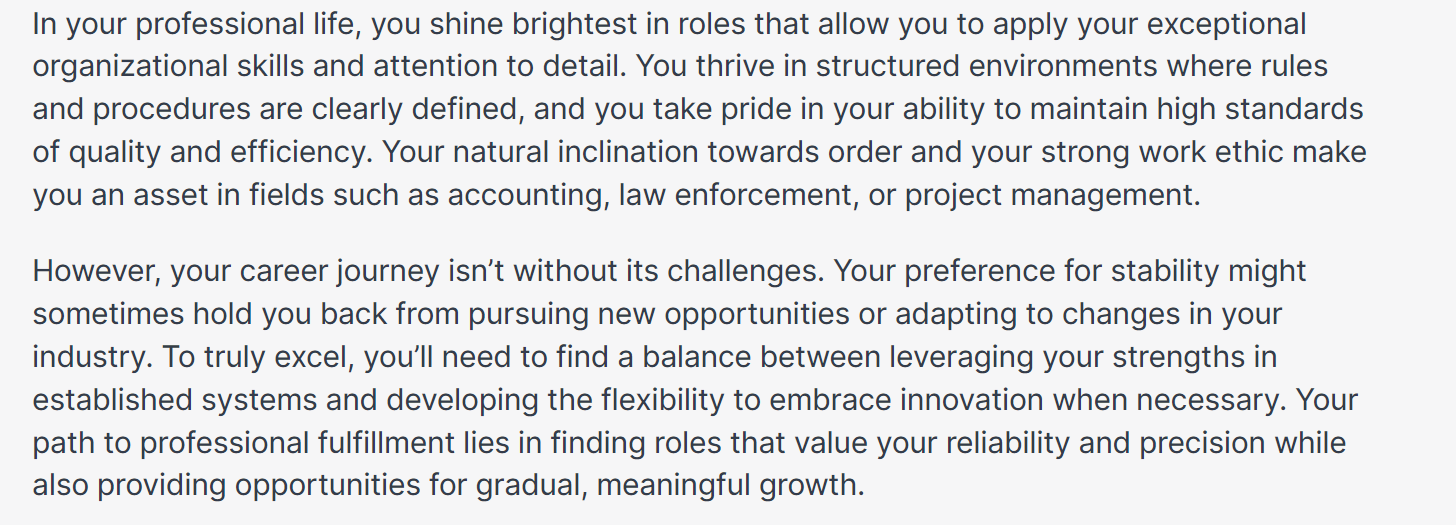 In your professional life, you shine brightest in roles that allow you to apply your exceptional
organizational skills and attention to detail. You thrive in structured environments where rules
and procedures are clearly defined, and you take pride in your ability to maintain high standards
of quality and efficiency. Your natural inclination towards order and your strong work ethic make
you an asset in fields such as accounting, law enforcement, or project management.
However, your career journey isn’t without its challenges. Your preference for stability might
sometimes hold you back from pursuing new opportunities or adapting to changes in your
industry. To truly excel, you’ll need to find a balance between leveraging your strengths in
established systems and developing the flexibility to embrace innovation when necessary. Your
path to professional fulfillment lies in finding roles that value your reliability and precision while
also providing opportunities for gradual, meaningful growth.